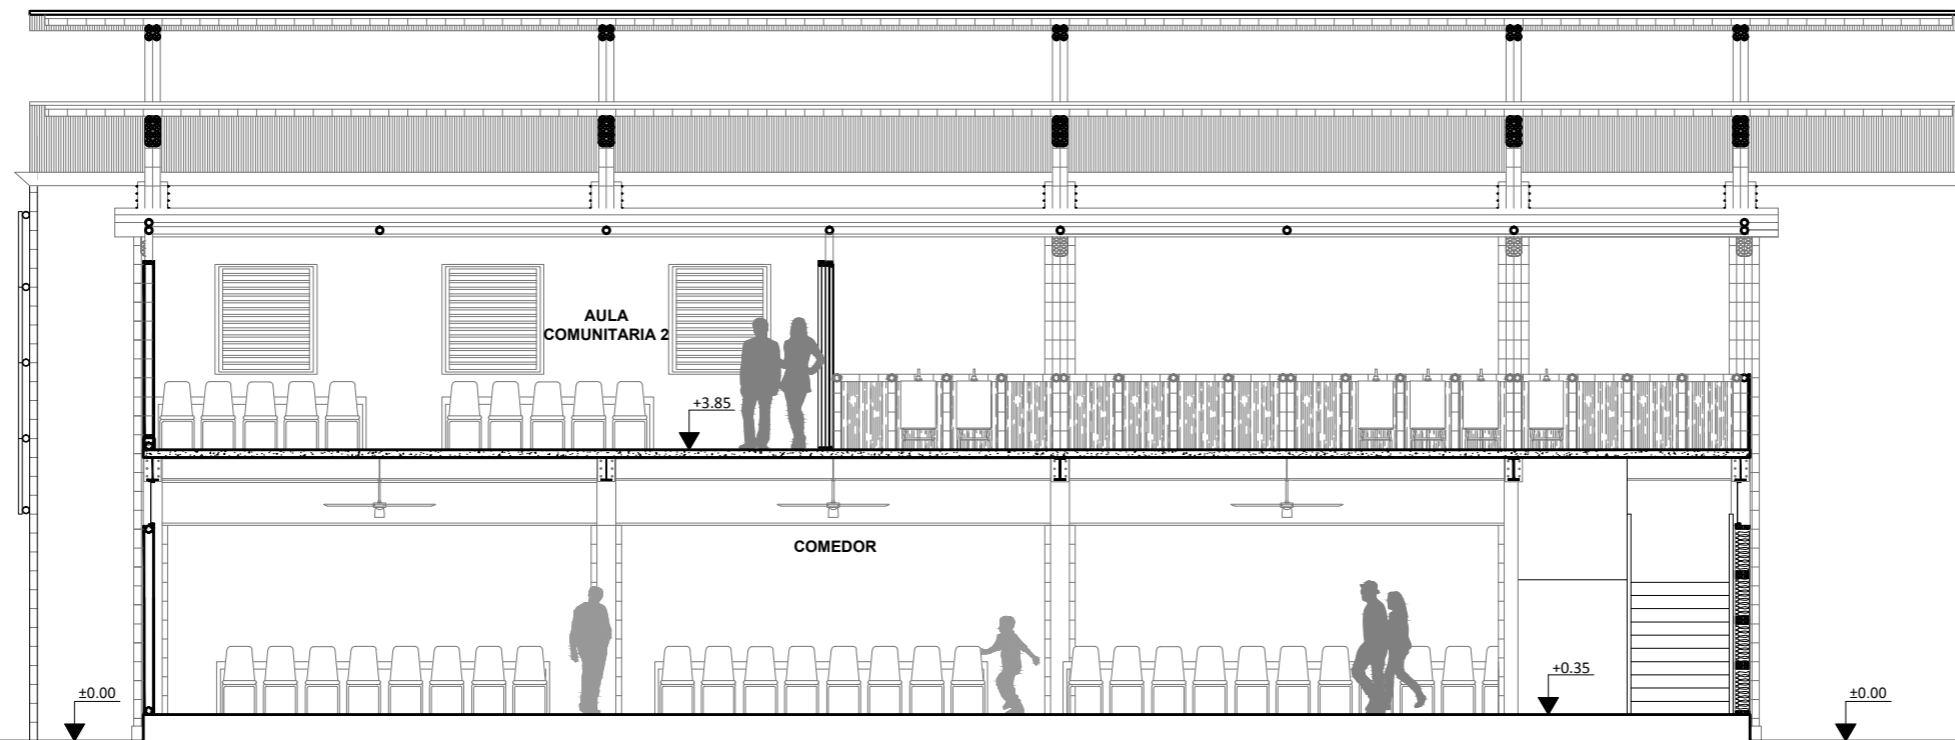 AULA
COMUNITARIA 2
+3.85
COMEDOR
+0.35
±0.00
±0.00